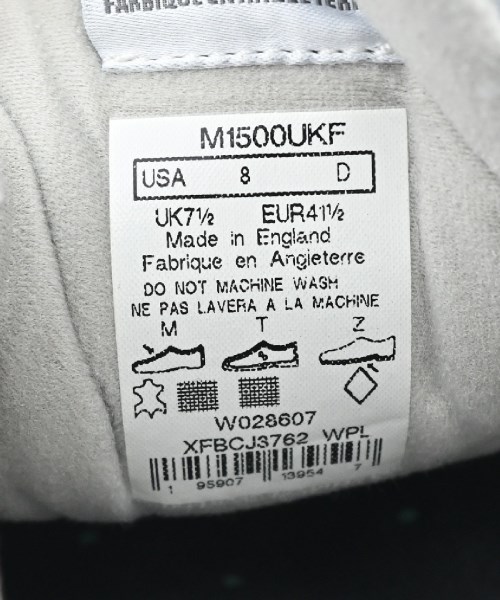 M1500UKF
USA 8 D
UK7½ EUR41½
Made in England
Fabrique en Angleterre
DO NOT MACHINE WASH
NE PAS LAVERA A LA MACHINE
M T Z
W028607
XFBCJ3762 WPL
1 95907 13954 7